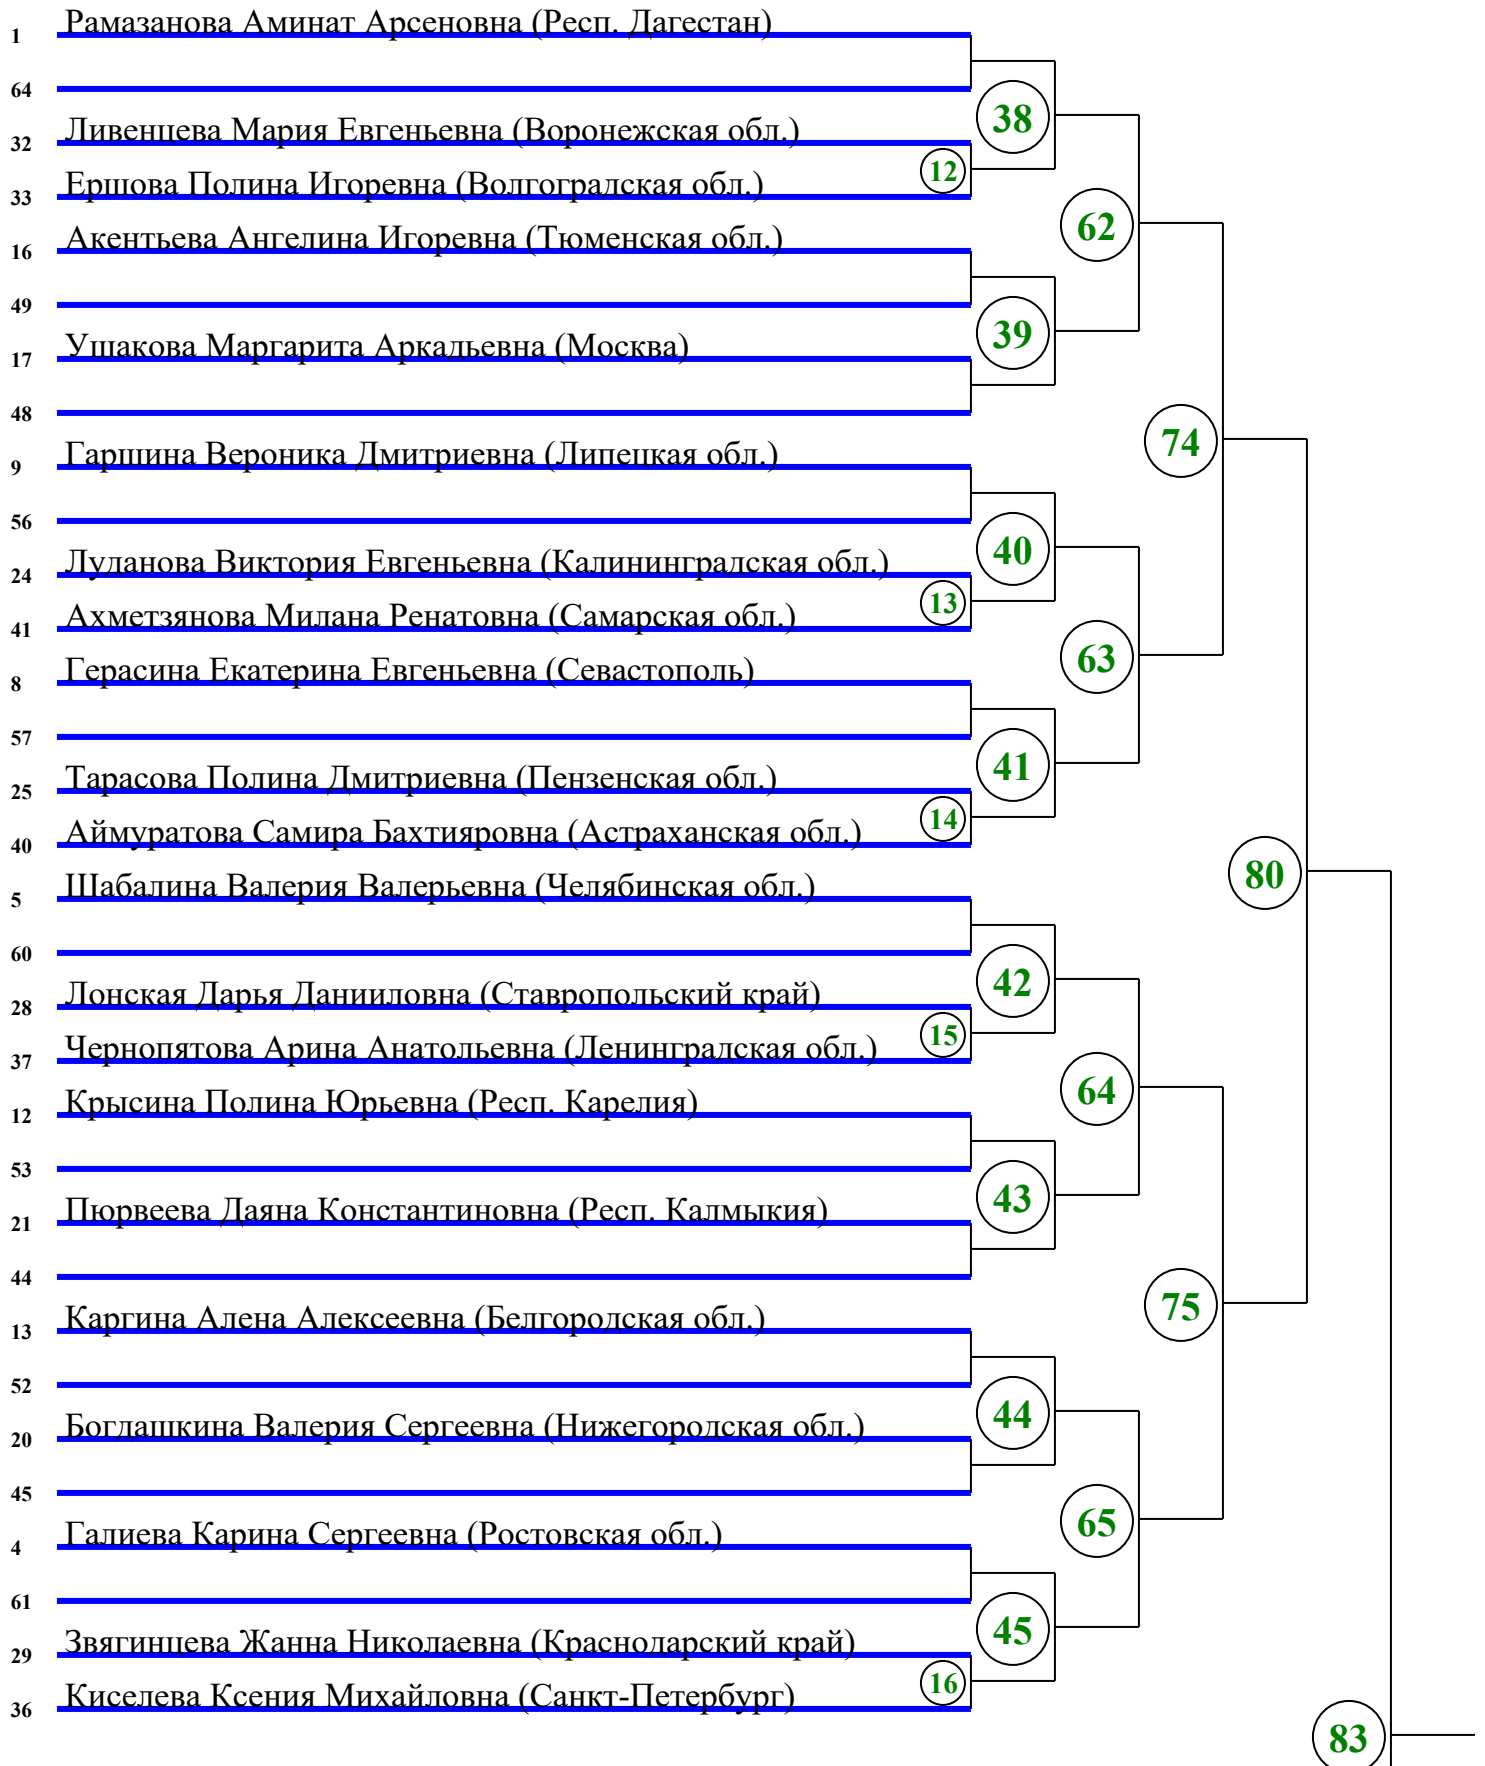 1 Рамазанова Аминат Арсеновна (Респ. Дагестан)
64
38
32 Ливенцева Мария Евгеньевна (Воронежская обл.)
12
33 Ершова Полина Игоревна (Волгоградская обл.)
62
16 Акентьева Ангелина Игоревна (Тюменская обл.)
49
39
17 Ушакова Маргарита Аркадьевна (Москва)
48
74
9 Гаршина Вероника Дмитриевна (Липецкая обл.)
56
40
24 Луданова Виктория Евгеньевна (Калининградская обл.)
13
41 Ахметзянова Милана Ренатовна (Самарская обл.)
63
8 Герасина Екатерина Евгеньевна (Севастополь)
57
41
25 Тарасова Полина Дмитриевна (Пензенская обл.)
14
40 Аймуратова Самира Бахтияровна (Астраханская обл.)
80
5 Шабалина Валерия Валерьевна (Челябинская обл.)
60
42
28 Лонская Дарья Данииловна (Ставропольский край)
15
37 Чернопятова Арина Анатольевна (Ленинградская обл.)
64
12 Крысина Полина Юрьевна (Респ. Карелия)
53
43
21 Пюрвеева Даяна Константиновна (Респ. Калмыкия)
44
75
13 Каргина Алена Алексеевна (Белгородская обл.)
52
44
20 Богдашкина Валерия Сергеевна (Нижегородская обл.)
45
65
4 Галиева Карина Сергеевна (Ростовская обл.)
61
45
29 Звягинцева Жанна Николаевна (Краснодарский край)
16
36 Киселева Ксения Михайловна (Санкт-Петербург)
83